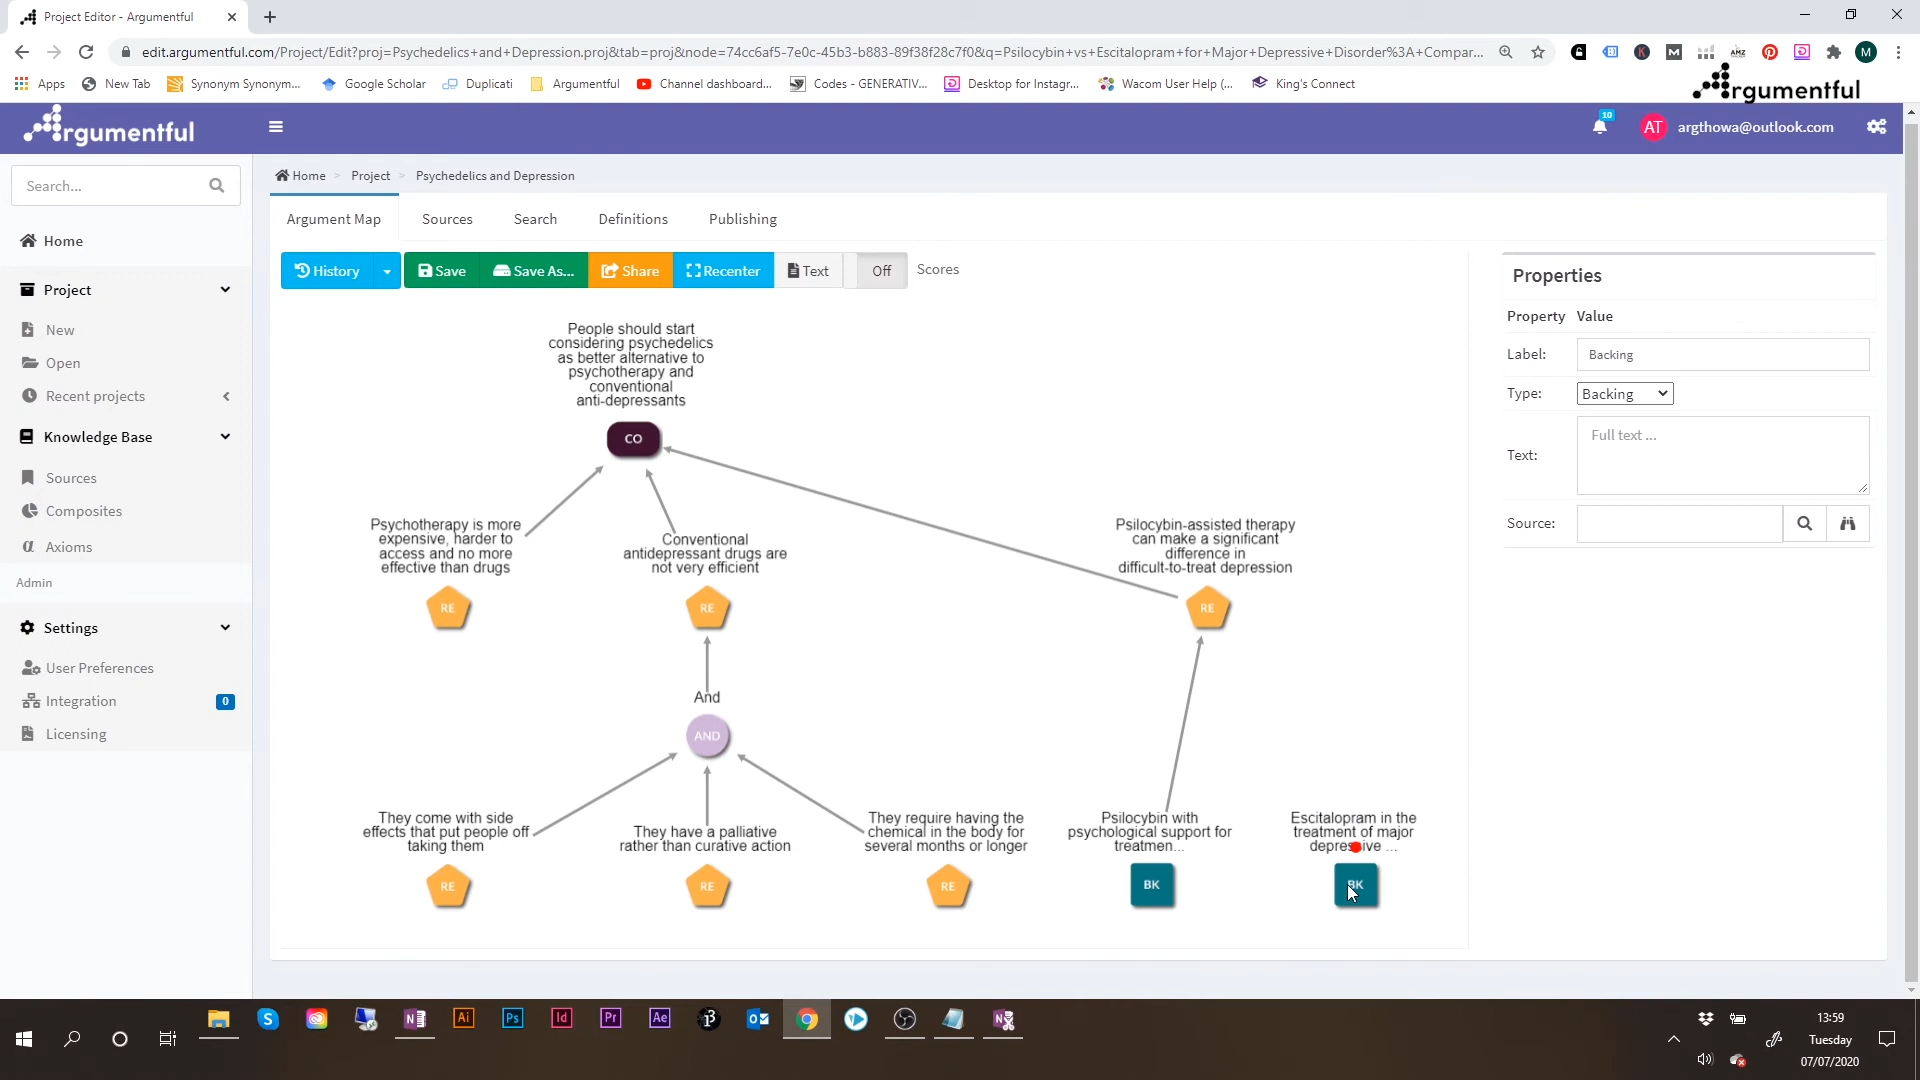 Project Editor - Argumentful
edit.argumentful.com/Project/Edit?proj=Psychedelics+and+Depression.proj&tab=proj&node=74cc6af5-7e0c-45b3-b883-89f38f28c7f0&q=Psilocybin+vs+Escitalopram+for+Major+Depressive+Disorder%3A+Compar...
Apps
New Tab
Synonym Synonym...
Google Scholar
Duplicati
Argumentful
Channel dashboard...
Codes - GENERATIV...
Desktop for Instagr...
Wacom User Help (...
King's Connect
rgumentful
rgumentful
10
AT
argthowa@outlook.com
Search...
Home
Project
New
Open
Recent projects
Knowledge Base
Sources
Composites
Axioms
Admin
Settings
User Preferences
Integration
0
Licensing
Home > Project > Psychedelics and Depression
Argument Map
Sources
Search
Definitions
Publishing
History
Save
Save As...
Share
Recenter
Text
Off
Scores
People should start
considering psychedelics
as better alternative to
psychotherapy and
conventional
anti-depressants
CO
Psychotherapy is more
expensive, harder to
access and no more
effective than drugs
RE
Conventional
antidepressant drugs are
not very efficient
RE
Psilocybin-assisted therapy
can make a significant
difference in
difficult-to-treat depression
RE
And
AND
They come with side
effects that put people off
taking them
RE
They have a palliative
rather than curative action
RE
They require having the
chemical in the body for
several months or longer
RE
Psilocybin with
psychological support for
treatmen...
BK
Escitalopram in the
treatment of major
depressive ...
BK
Properties
Property Value
Label:
Backing
Type:
Backing
Text:
Full text ...
Source:
13:59
Tuesday
07/07/2020